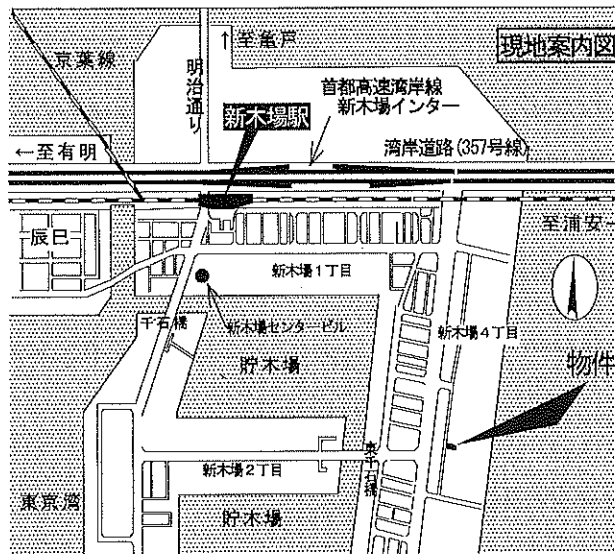 ↑至亀戸
現地案内図
京葉線
明治通り
首都高速湾岸線
新木場インター
新木場駅
湾岸道路(357号線)
←至有明
辰巳
至浦安→
新木場1丁目
千石橋
新木場センタービル
新木場4丁目
貯木場
物件
東千石橋
新木場2丁目
東京湾
貯木場